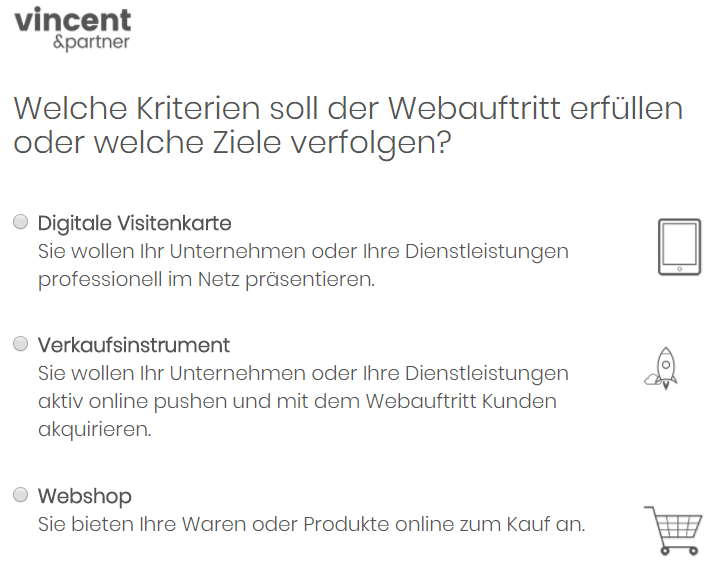 vincent
&partner
Welche Kriterien soll der Webauftritt erfüllen
oder welche Ziele verfolgen?
Digitale Visitenkarte
Sie wollen Ihr Unternehmen oder Ihre Dienstleistungen
professionell im Netz präsentieren.
Verkaufsinstrument
Sie wollen Ihr Unternehmen oder Ihre Dienstleistungen
aktiv online pushen und mit dem Webauftritt Kunden
akquirieren.
Webshop
Sie bieten Ihre Waren oder Produkte online zum Kauf an.